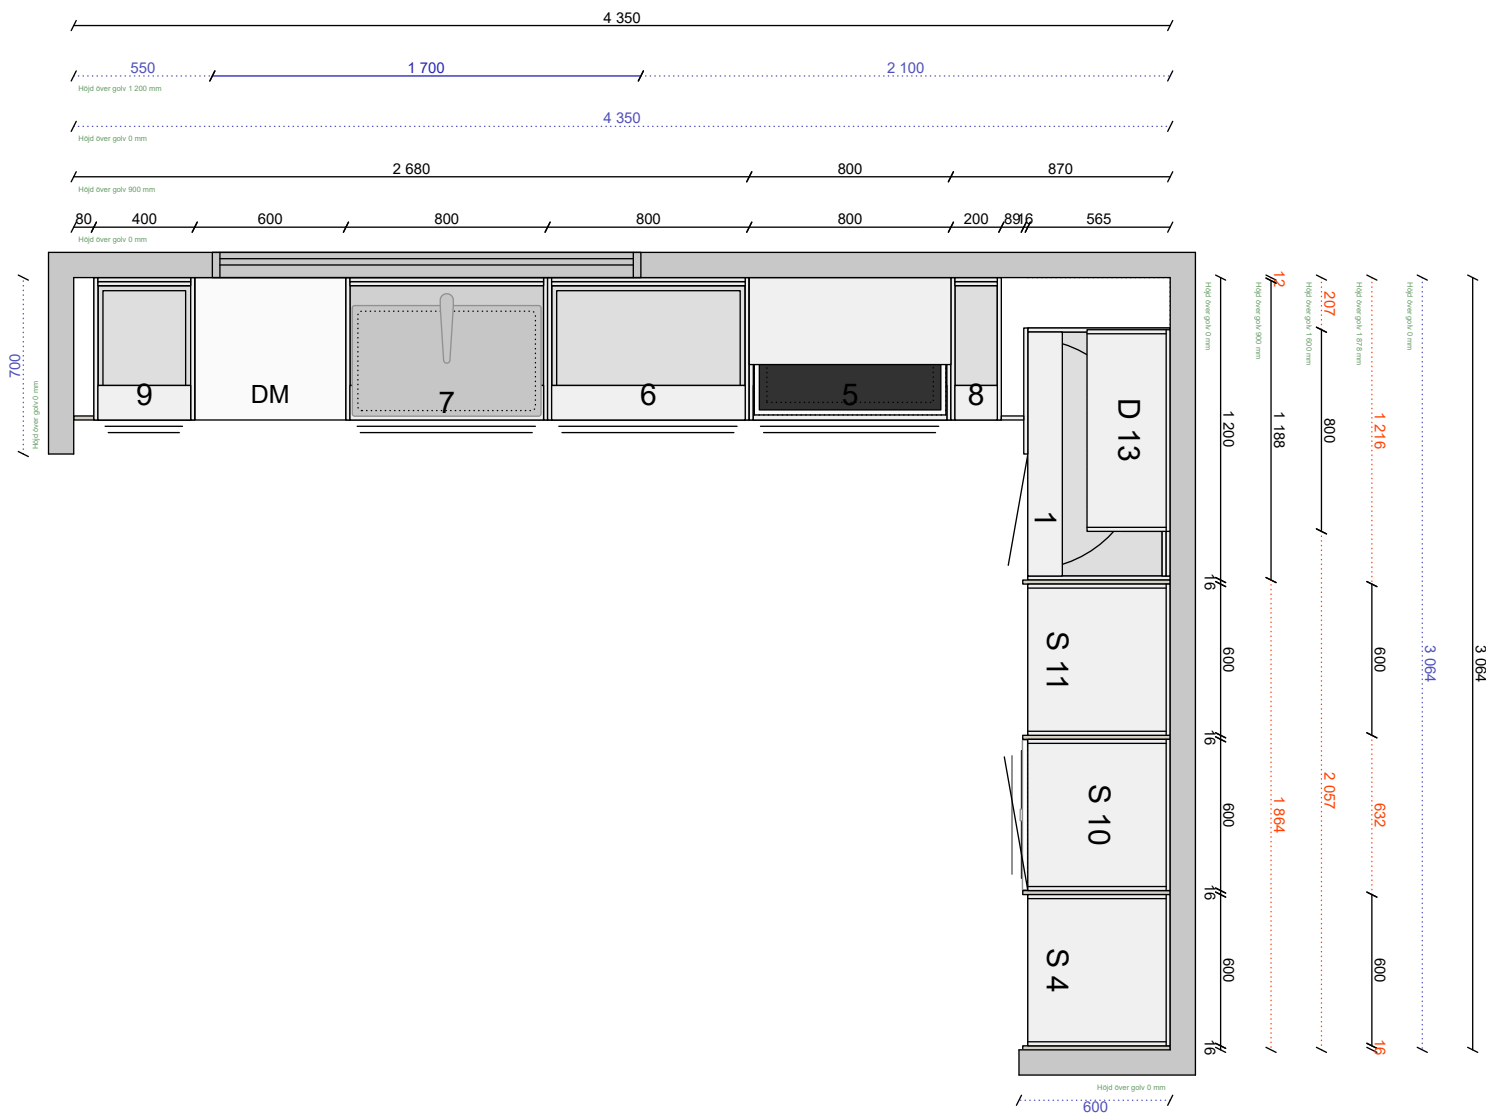 4 350
550 1 700 2 100
Höjd över golv 1 200 mm
4 350
Höjd över golv 0 mm
2 680 800 870
Höjd över golv 900 mm
80 400 600 800 800 800 200 89 16 565
Höjd över golv 0 mm
700
Höjd över golv 0 mm
9 DM 7 6 5 8
D 13
1
S 11
S 10
S 4
Höjd över golv 0 mm
1 200
16
600
16
600
16
600
16
12
Höjd över golv 900 mm
1 188
1 864
207
Höjd över golv 1 600 mm
800
2 057
Höjd över golv 1 878 mm
1 216
600
632
600
16
Höjd över golv 0 mm
3 064
3 064
Höjd över golv 0 mm
600